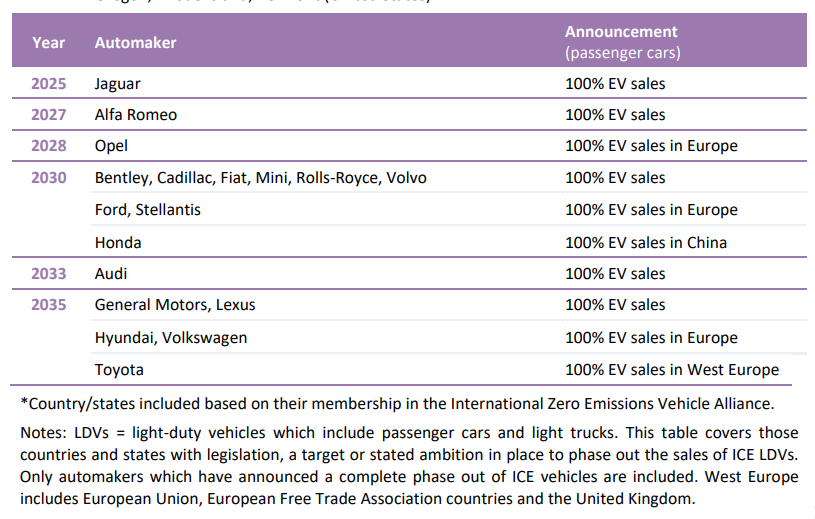 Year Automaker Announcement
(passenger cars)
2025 Jaguar 100% EV sales
2027 Alfa Romeo 100% EV sales
2028 Opel 100% EV sales in Europe
2030 Bentley, Cadillac, Fiat, Mini, Rolls-Royce, Volvo 100% EV sales
Ford, Stellantis 100% EV sales in Europe
Honda 100% EV sales in China
2033 Audi 100% EV sales
2035 General Motors, Lexus 100% EV sales
Hyundai, Volkswagen 100% EV sales in Europe
Toyota 100% EV sales in West Europe
*Country/states included based on their membership in the International Zero Emissions Vehicle Alliance.
Notes: LDVs = light-duty vehicles which include passenger cars and light trucks. This table covers those
countries and states with legislation, a target or stated ambition in place to phase out the sales of ICE LDVs.
Only automakers which have announced a complete phase out of ICE vehicles are included. West Europe
includes European Union, European Free Trade Association countries and the United Kingdom.